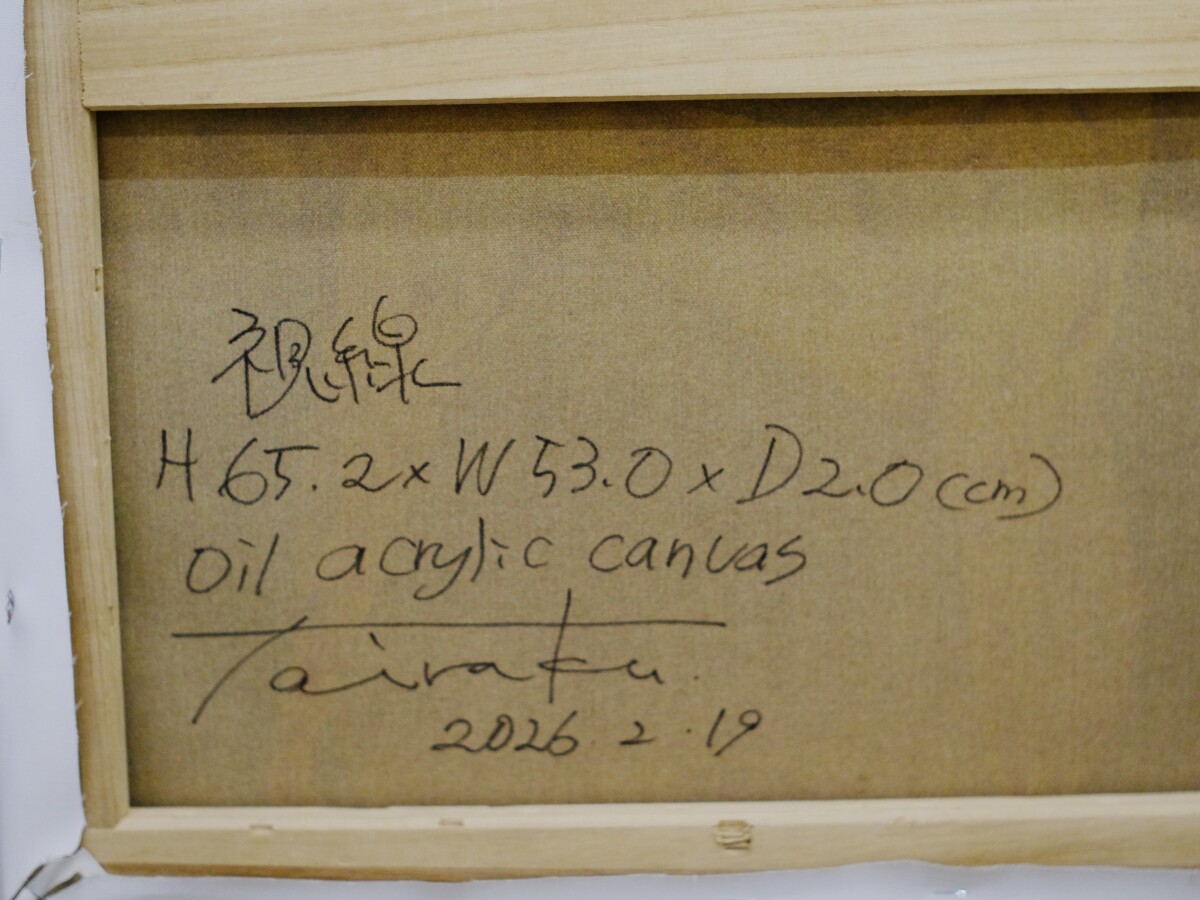 視線
H 65.2 x W 53.0 x D 2.0 (cm)
oil acrylic canvas
Tairaku.
2026. 2. 19